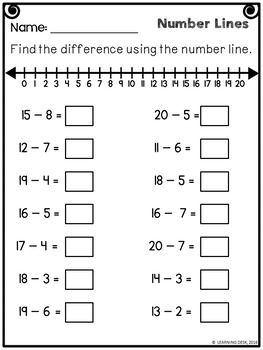 Name: ____________ Number Lines
Find the difference using the number line.
0 1 2 3 4 5 6 7 8 9 10 11 12 13 14 15 16 17 18 19 20
15 – 8 = 20 – 5 =
12 – 7 = 11 – 6 =
19 – 4 = 18 – 5 =
16 – 5 = 16 – 7 =
17 – 4 = 20 – 7 =
18 – 3 = 14 – 3 =
19 – 6 = 13 – 2 =
© LEARNING DESK, 2018